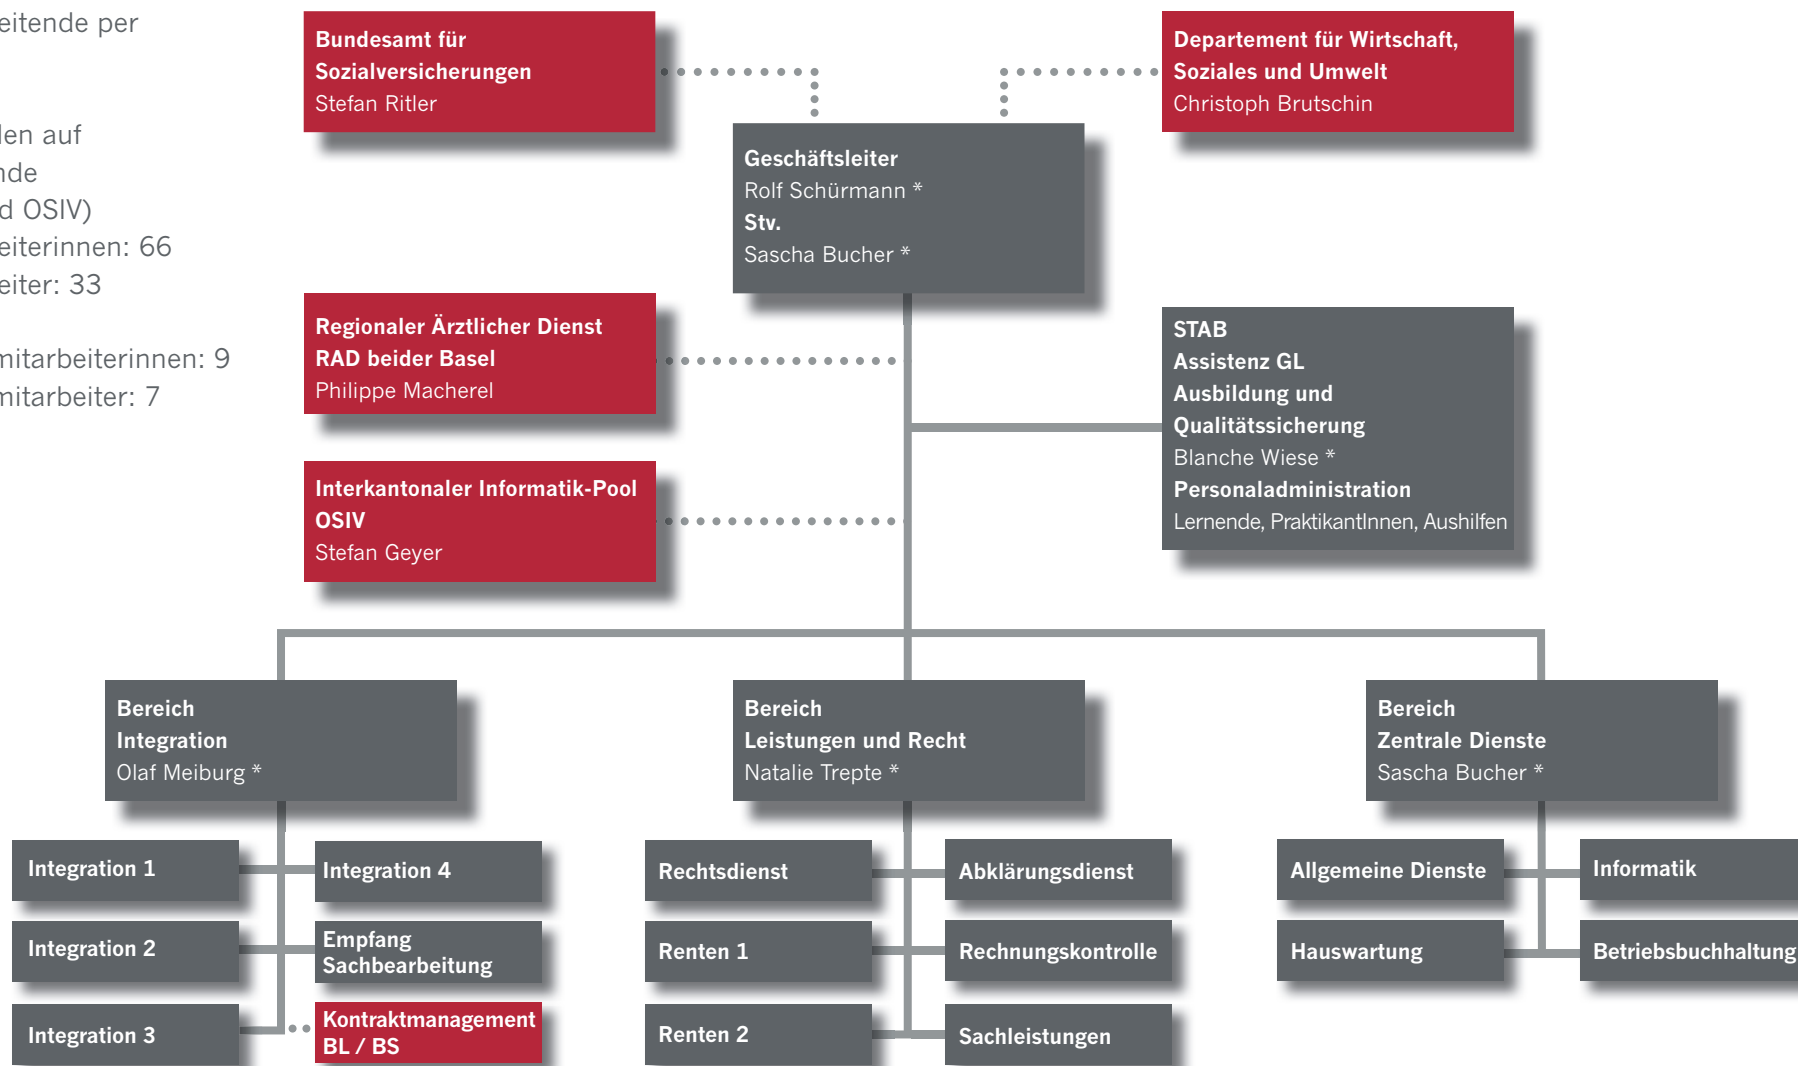 eitende per
len auf
nde
d OSIV)
eiterinnen: 66
eiter: 33
mitarbeiterinnen: 9
mitarbeiter: 7
Bundesamt für
Sozialversicherungen
Stefan Ritler
Departement für Wirtschaft,
Soziales und Umwelt
Christoph Brutschin
Geschäftsleiter
Rolf Schürmann *
Stv.
Sascha Bucher *
Regionaler Ärztlicher Dienst
RAD beider Basel
Philippe Macherel
STAB
Assistenz GL
Ausbildung und
Qualitätssicherung
Blanche Wiese *
Personaladministration
Lernende, PraktikantInnen, Aushilfen
Interkantonaler Informatik-Pool
OSIV
Stefan Geyer
Bereich
Integration
Olaf Meiburg *
Bereich
Leistungen und Recht
Natalie Trepte *
Bereich
Zentrale Dienste
Sascha Bucher *
Integration 1
Integration 4
Integration 2
Empfang
Sachbearbeitung
Integration 3
Kontraktmanagement
BL / BS
Rechtsdienst
Abklärungsdienst
Renten 1
Rechnungskontrolle
Renten 2
Sachleistungen
Allgemeine Dienste
Informatik
Hauswartung
Betriebsbuchhaltung